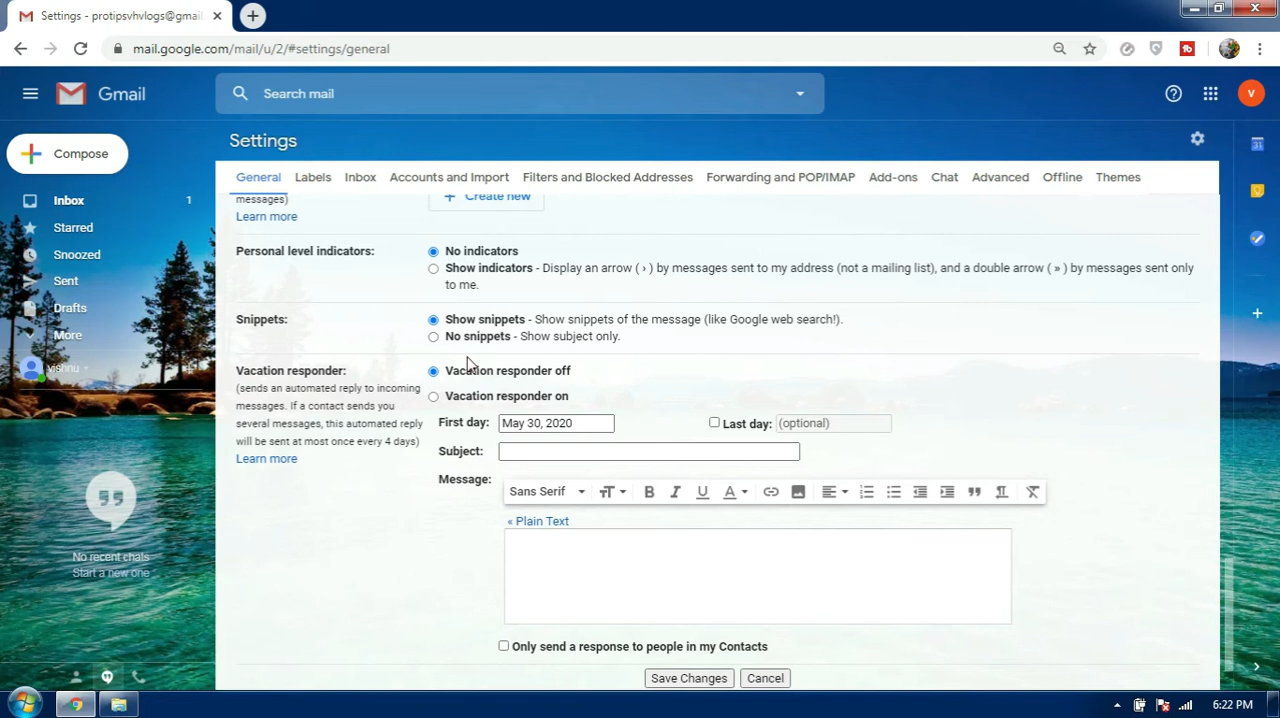 Settings - protipsvhvlogs@gmail.
mail.google.com/mail/u/2/#settings/general
Gmail
Search mail
V
Compose
Settings
General Labels Inbox Accounts and Import Filters and Blocked Addresses Forwarding and POP/IMAP Add-ons Chat Advanced Offline Themes
Inbox 1
Starred
Snoozed
Sent
Drafts
More
vishnu
No recent chats
Start a new one
messages)
Learn more
Create new
Personal level indicators:
No indicators
Show indicators - Display an arrow ( › ) by messages sent to my address (not a mailing list), and a double arrow ( » ) by messages sent only
to me.
Snippets:
Show snippets - Show snippets of the message (like Google web search!).
No snippets - Show subject only.
Vacation responder:
(sends an automated reply to incoming
messages. If a contact sends you
several messages, this automated reply
will be sent at most once every 4 days)
Learn more
Vacation responder off
Vacation responder on
First day: May 30, 2020 Last day: (optional)
Subject:
Message:
Sans Serif
« Plain Text
Only send a response to people in my Contacts
Save Changes Cancel
6:22 PM